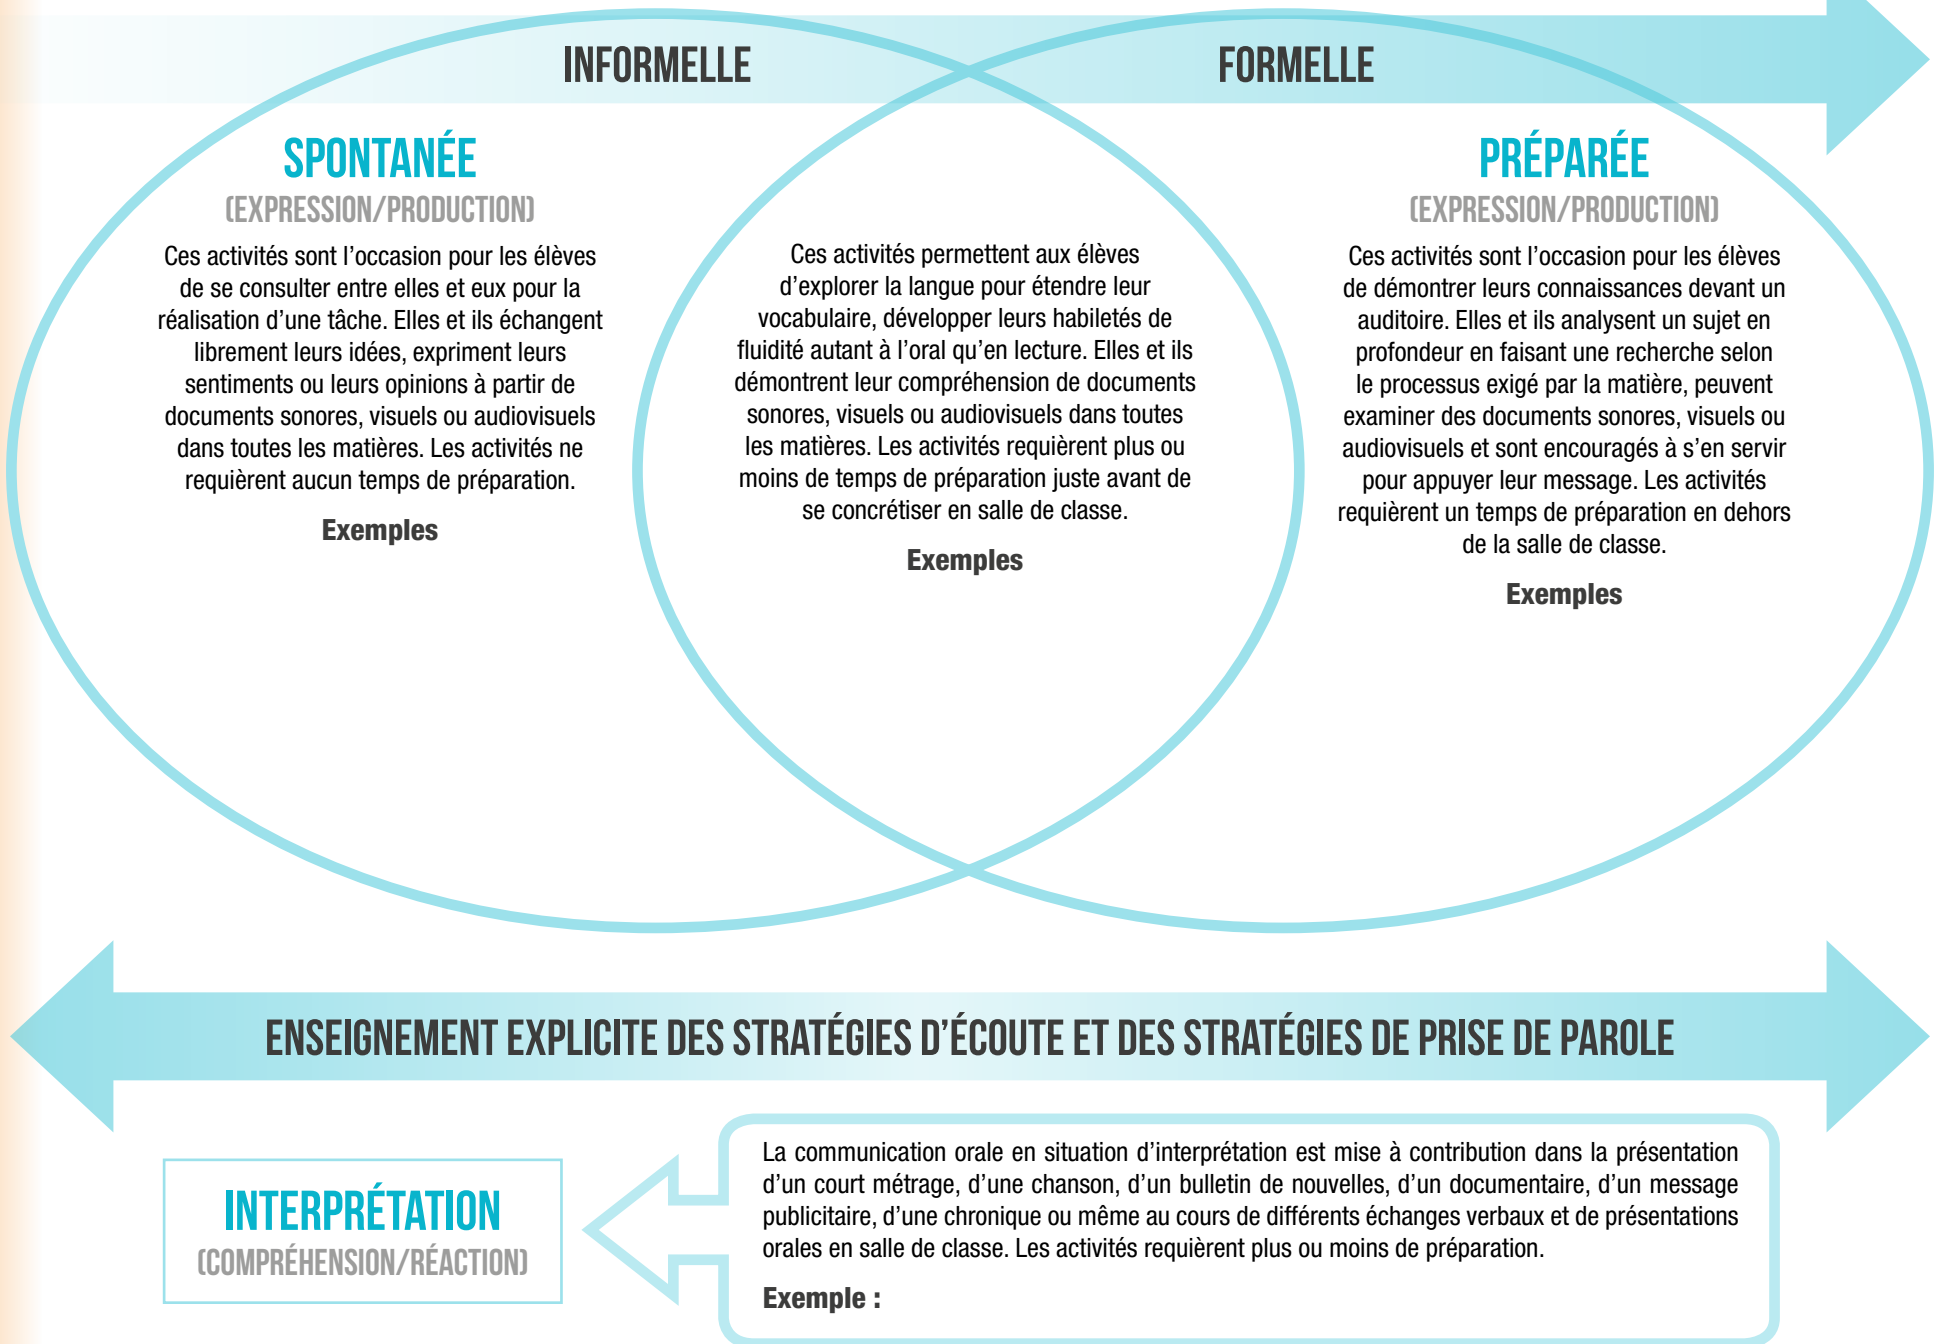 INFORMELLE
FORMELLE
SPONTANÉE
(EXPRESSION/PRODUCTION)
Ces activités sont l’occasion pour les élèves
de se consulter entre elles et eux pour la
réalisation d’une tâche. Elles et ils échangent
librement leurs idées, expriment leurs
sentiments ou leurs opinions à partir de
documents sonores, visuels ou audiovisuels
dans toutes les matières. Les activités ne
requièrent aucun temps de préparation.
Exemples
Ces activités permettent aux élèves
d’explorer la langue pour étendre leur
vocabulaire, développer leurs habiletés de
fluidité autant à l’oral qu’en lecture. Elles et ils
démontrent leur compréhension de documents
sonores, visuels ou audiovisuels dans toutes
les matières. Les activités requièrent plus ou
moins de temps de préparation juste avant de
se concrétiser en salle de classe.
Exemples
PRÉPARÉE
(EXPRESSION/PRODUCTION)
Ces activités sont l’occasion pour les élèves
de démontrer leurs connaissances devant un
auditoire. Elles et ils analysent un sujet en
profondeur en faisant une recherche selon
le processus exigé par la matière, peuvent
examiner des documents sonores, visuels ou
audiovisuels et sont encouragés à s’en servir
pour appuyer leur message. Les activités
requièrent un temps de préparation en dehors
de la salle de classe.
Exemples
ENSEIGNEMENT EXPLICITE DES STRATÉGIES D’ÉCOUTE ET DES STRATÉGIES DE PRISE DE PAROLE
INTERPRÉTATION
(COMPRÉHENSION/RÉACTION)
La communication orale en situation d’interprétation est mise à contribution dans la présentation
d’un court métrage, d’une chanson, d’un bulletin de nouvelles, d’un documentaire, d’un message
publicitaire, d’une chronique ou même au cours de différents échanges verbaux et de présentations
orales en salle de classe. Les activités requièrent plus ou moins de préparation.
Exemple :